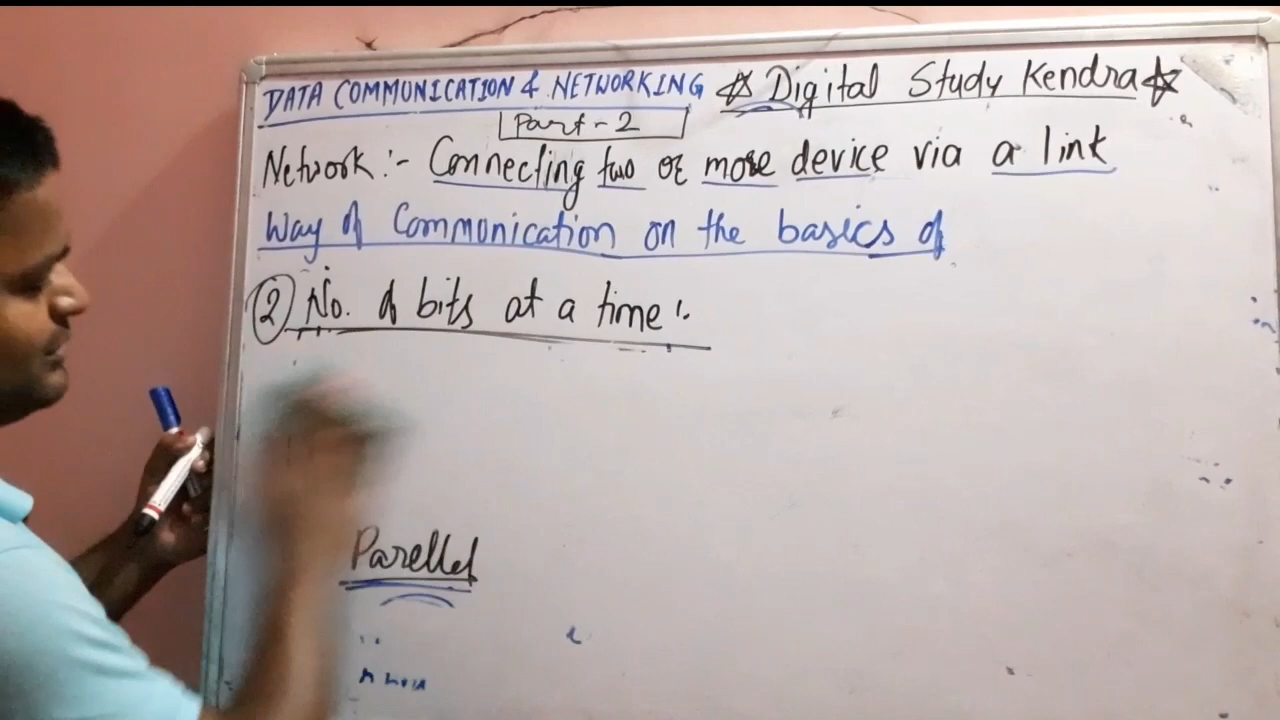 DATA COMMUNICATION & NETWORKING ☆ Digital Study Kendra ☆
Part-2
Network :- Connecting two or more device via a link
Way of Communication on the basics of
② No. of bits at a time :.
Parellel